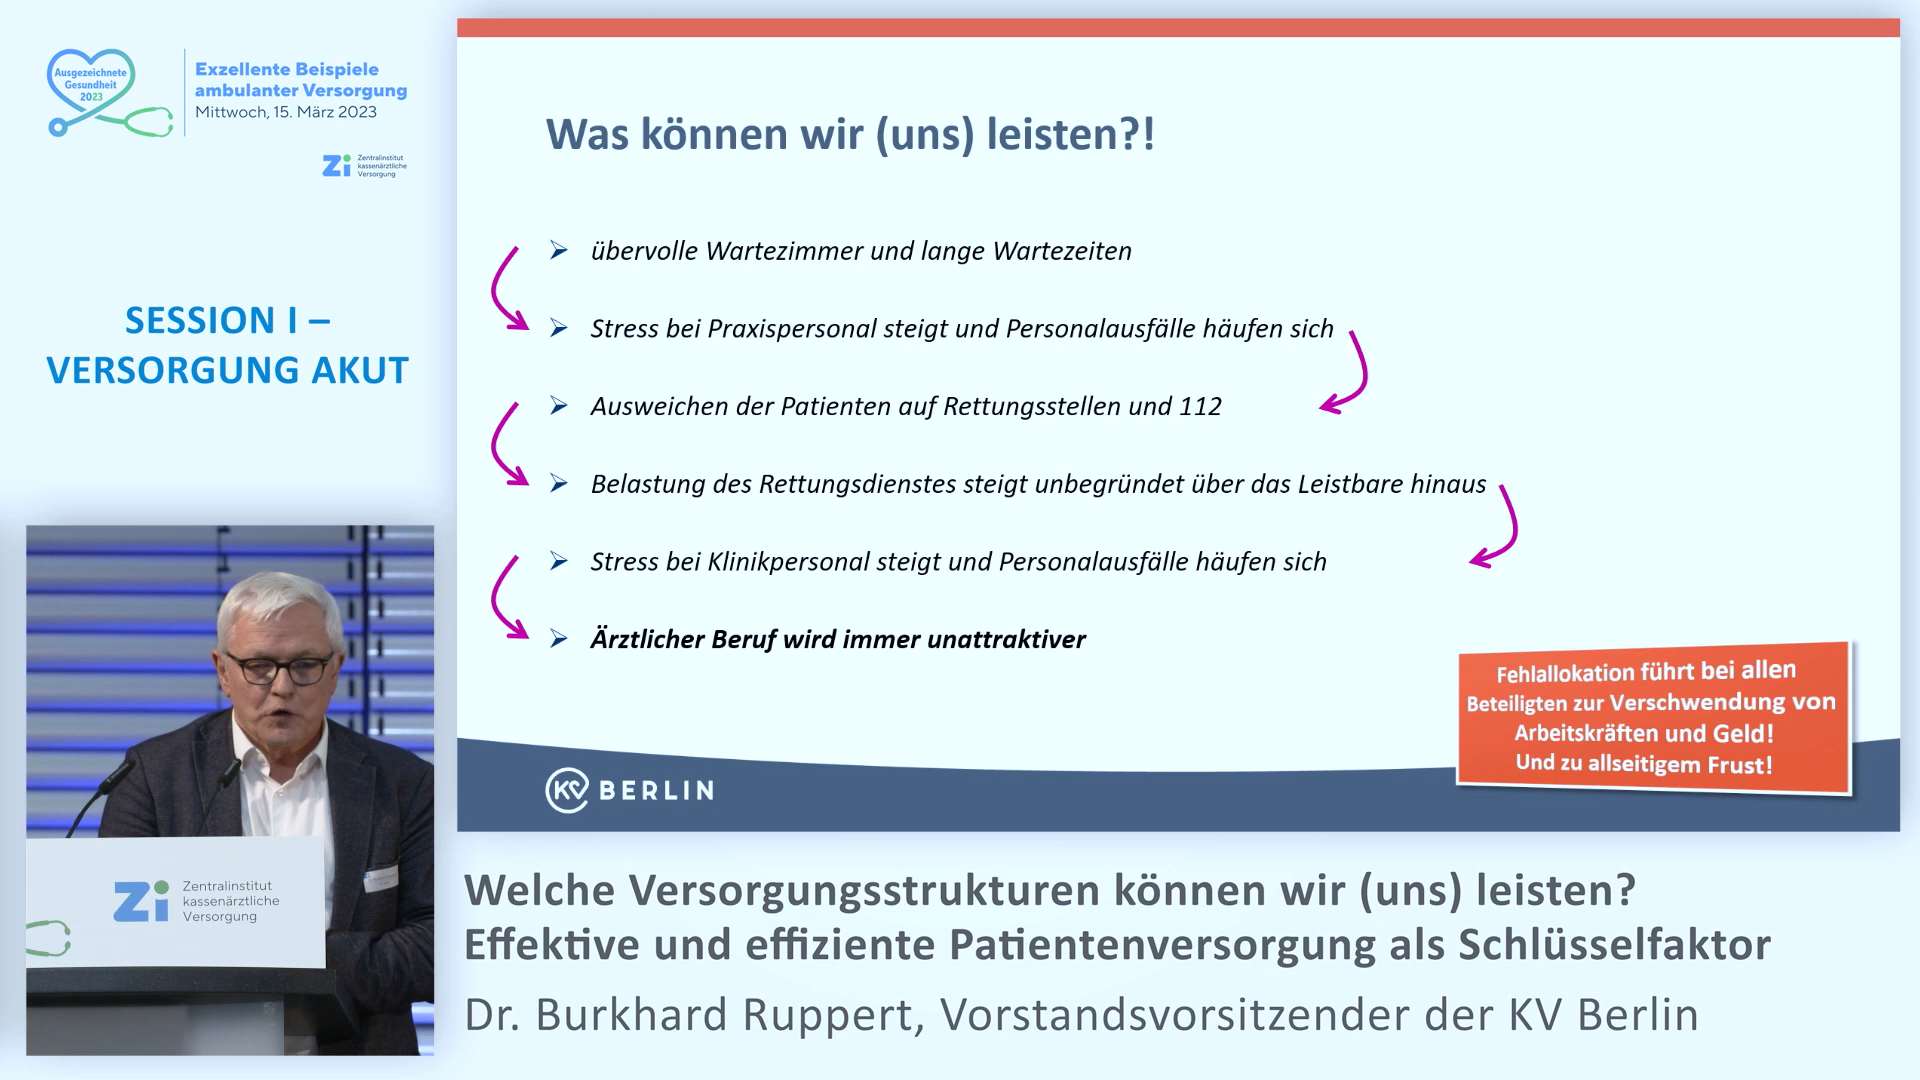 Ausgezeichnete
Gesundheit
2023
Exzellente Beispiele
ambulanter Versorgung
Mittwoch, 15. März 2023
Zi
Zentralinstitut
kassenärztliche
Versorgung
SESSION I –
VERSORGUNG AKUT
Was können wir (uns) leisten?!
übervolle Wartezimmer und lange Wartezeiten
Stress bei Praxispersonal steigt und Personalausfälle häufen sich
Ausweichen der Patienten auf Rettungsstellen und 112
Belastung des Rettungsdienstes steigt unbegründet über das Leistbare hinaus
Stress bei Klinikpersonal steigt und Personalausfälle häufen sich
Ärztlicher Beruf wird immer unattraktiver
Fehlallokation führt bei allen
Beteiligten zur Verschwendung von
Arbeitskräften und Geld!
Und zu allseitigem Frust!
KV BERLIN
Zi
Zentralinstitut
kassenärztliche
Versorgung
Welche Versorgungsstrukturen können wir (uns) leisten?
Effektive und effiziente Patientenversorgung als Schlüsselfaktor
Dr. Burkhard Ruppert, Vorstandsvorsitzender der KV Berlin